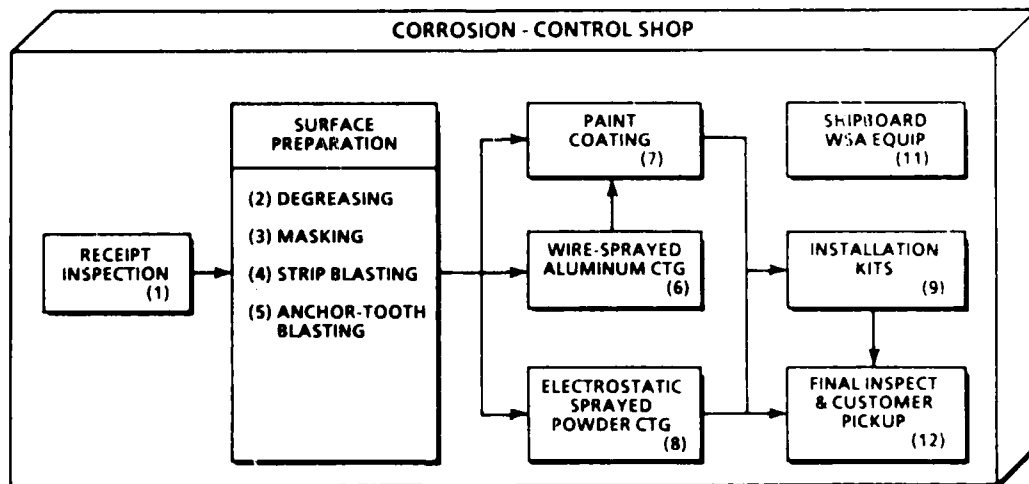 CORROSION - CONTROL SHOP
SURFACE
PREPARATION
(2) DEGREASING
(3) MASKING
(4) STRIP BLASTING
(5) ANCHOR-TOOTH
BLASTING
RECEIPT
INSPECTION
(1)
PAINT
COATING
(7)
WIRE-SPRAYED
ALUMINUM CTG
(6)
ELECTROSTATIC
SPRAYED
POWDER CTG
(8)
SHIPBOARD
WSA EQUIP
(11)
INSTALLATION
KITS
(9)
FINAL INSPECT
& CUSTOMER
PICKUP
(12)